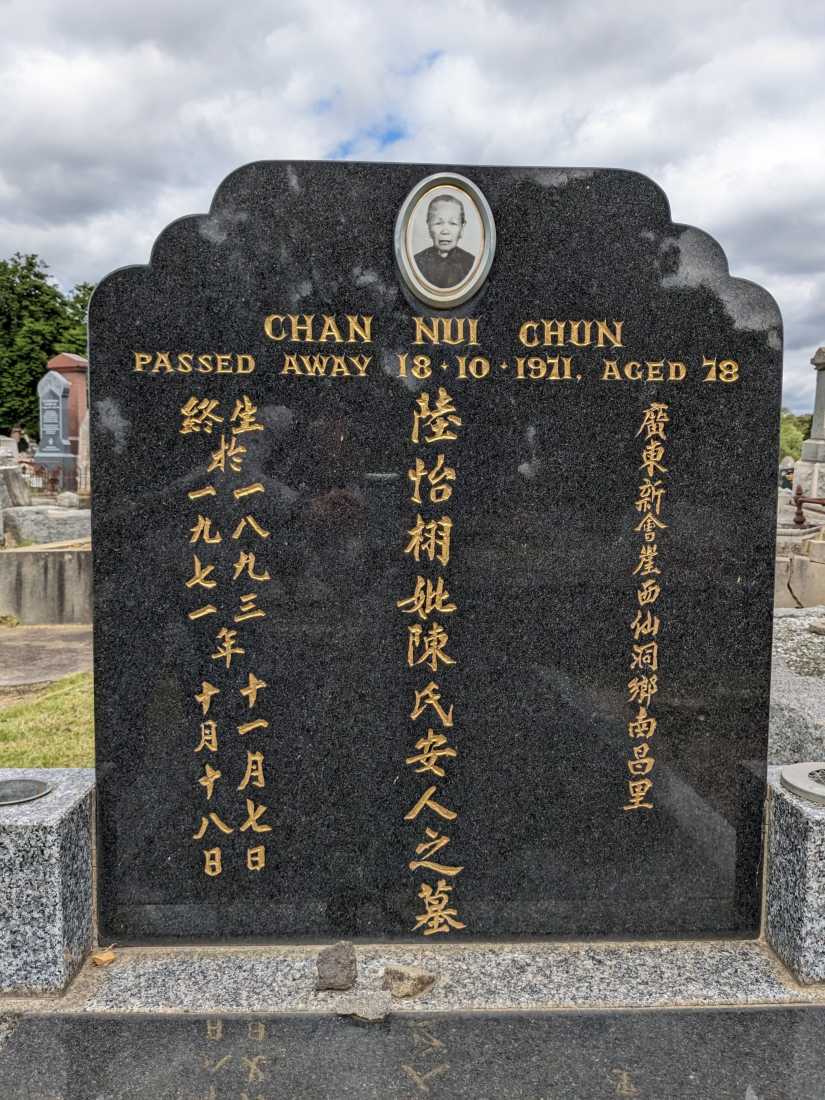 CHAN NUI CHUN
PASSED AWAY 18·10·1971. AGED 78
廣東新會崖西仙洞鄉南昌里
陸怡栩妣陳氏安人之墓
生於一八九三年十一月七日
終於一九七一年十月十八日